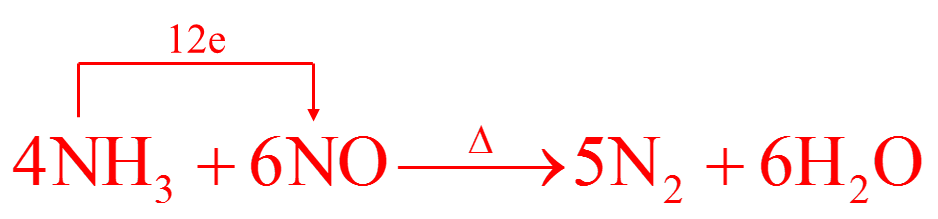 12e
4NH₃ + 6NO —Δ→ 5N₂ + 6H₂O